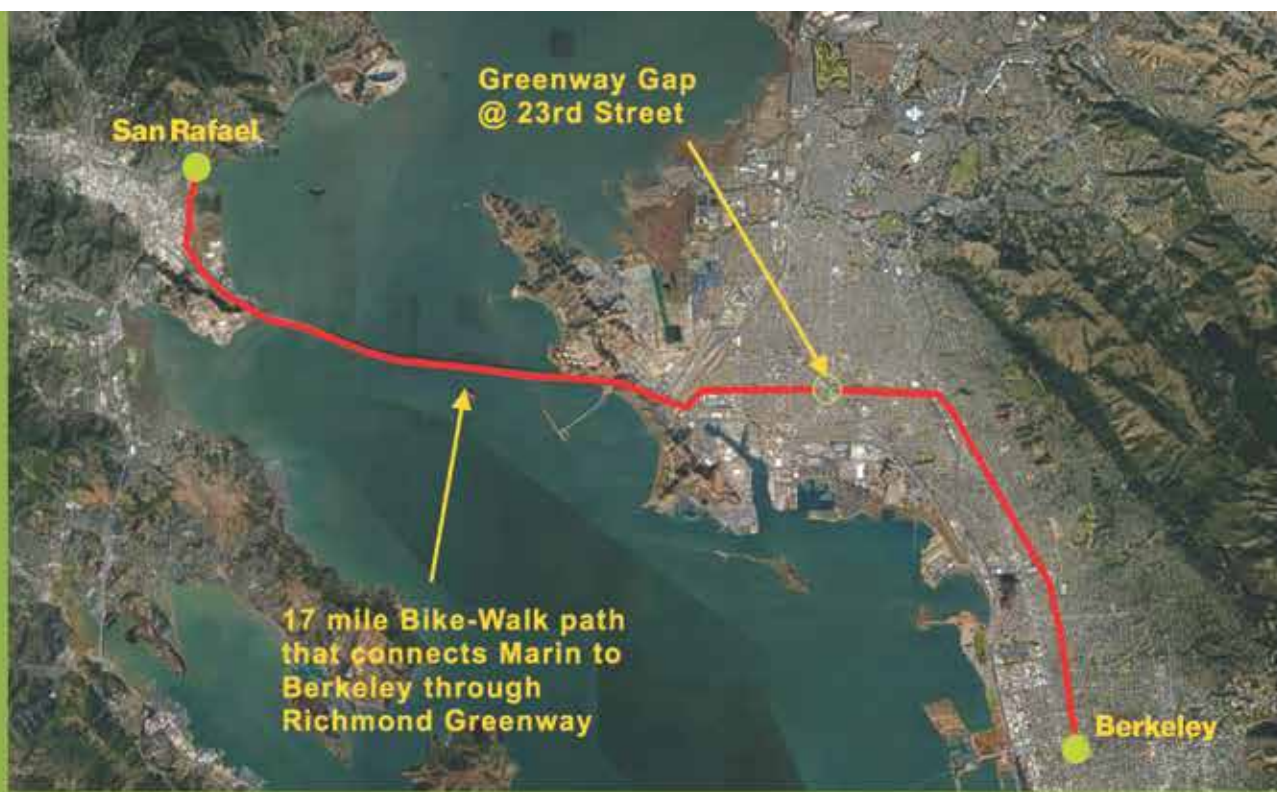 San Rafael
Greenway Gap
@ 23rd Street
17 mile Bike-Walk path
that connects Marin to
Berkeley through
Richmond Greenway
Berkeley